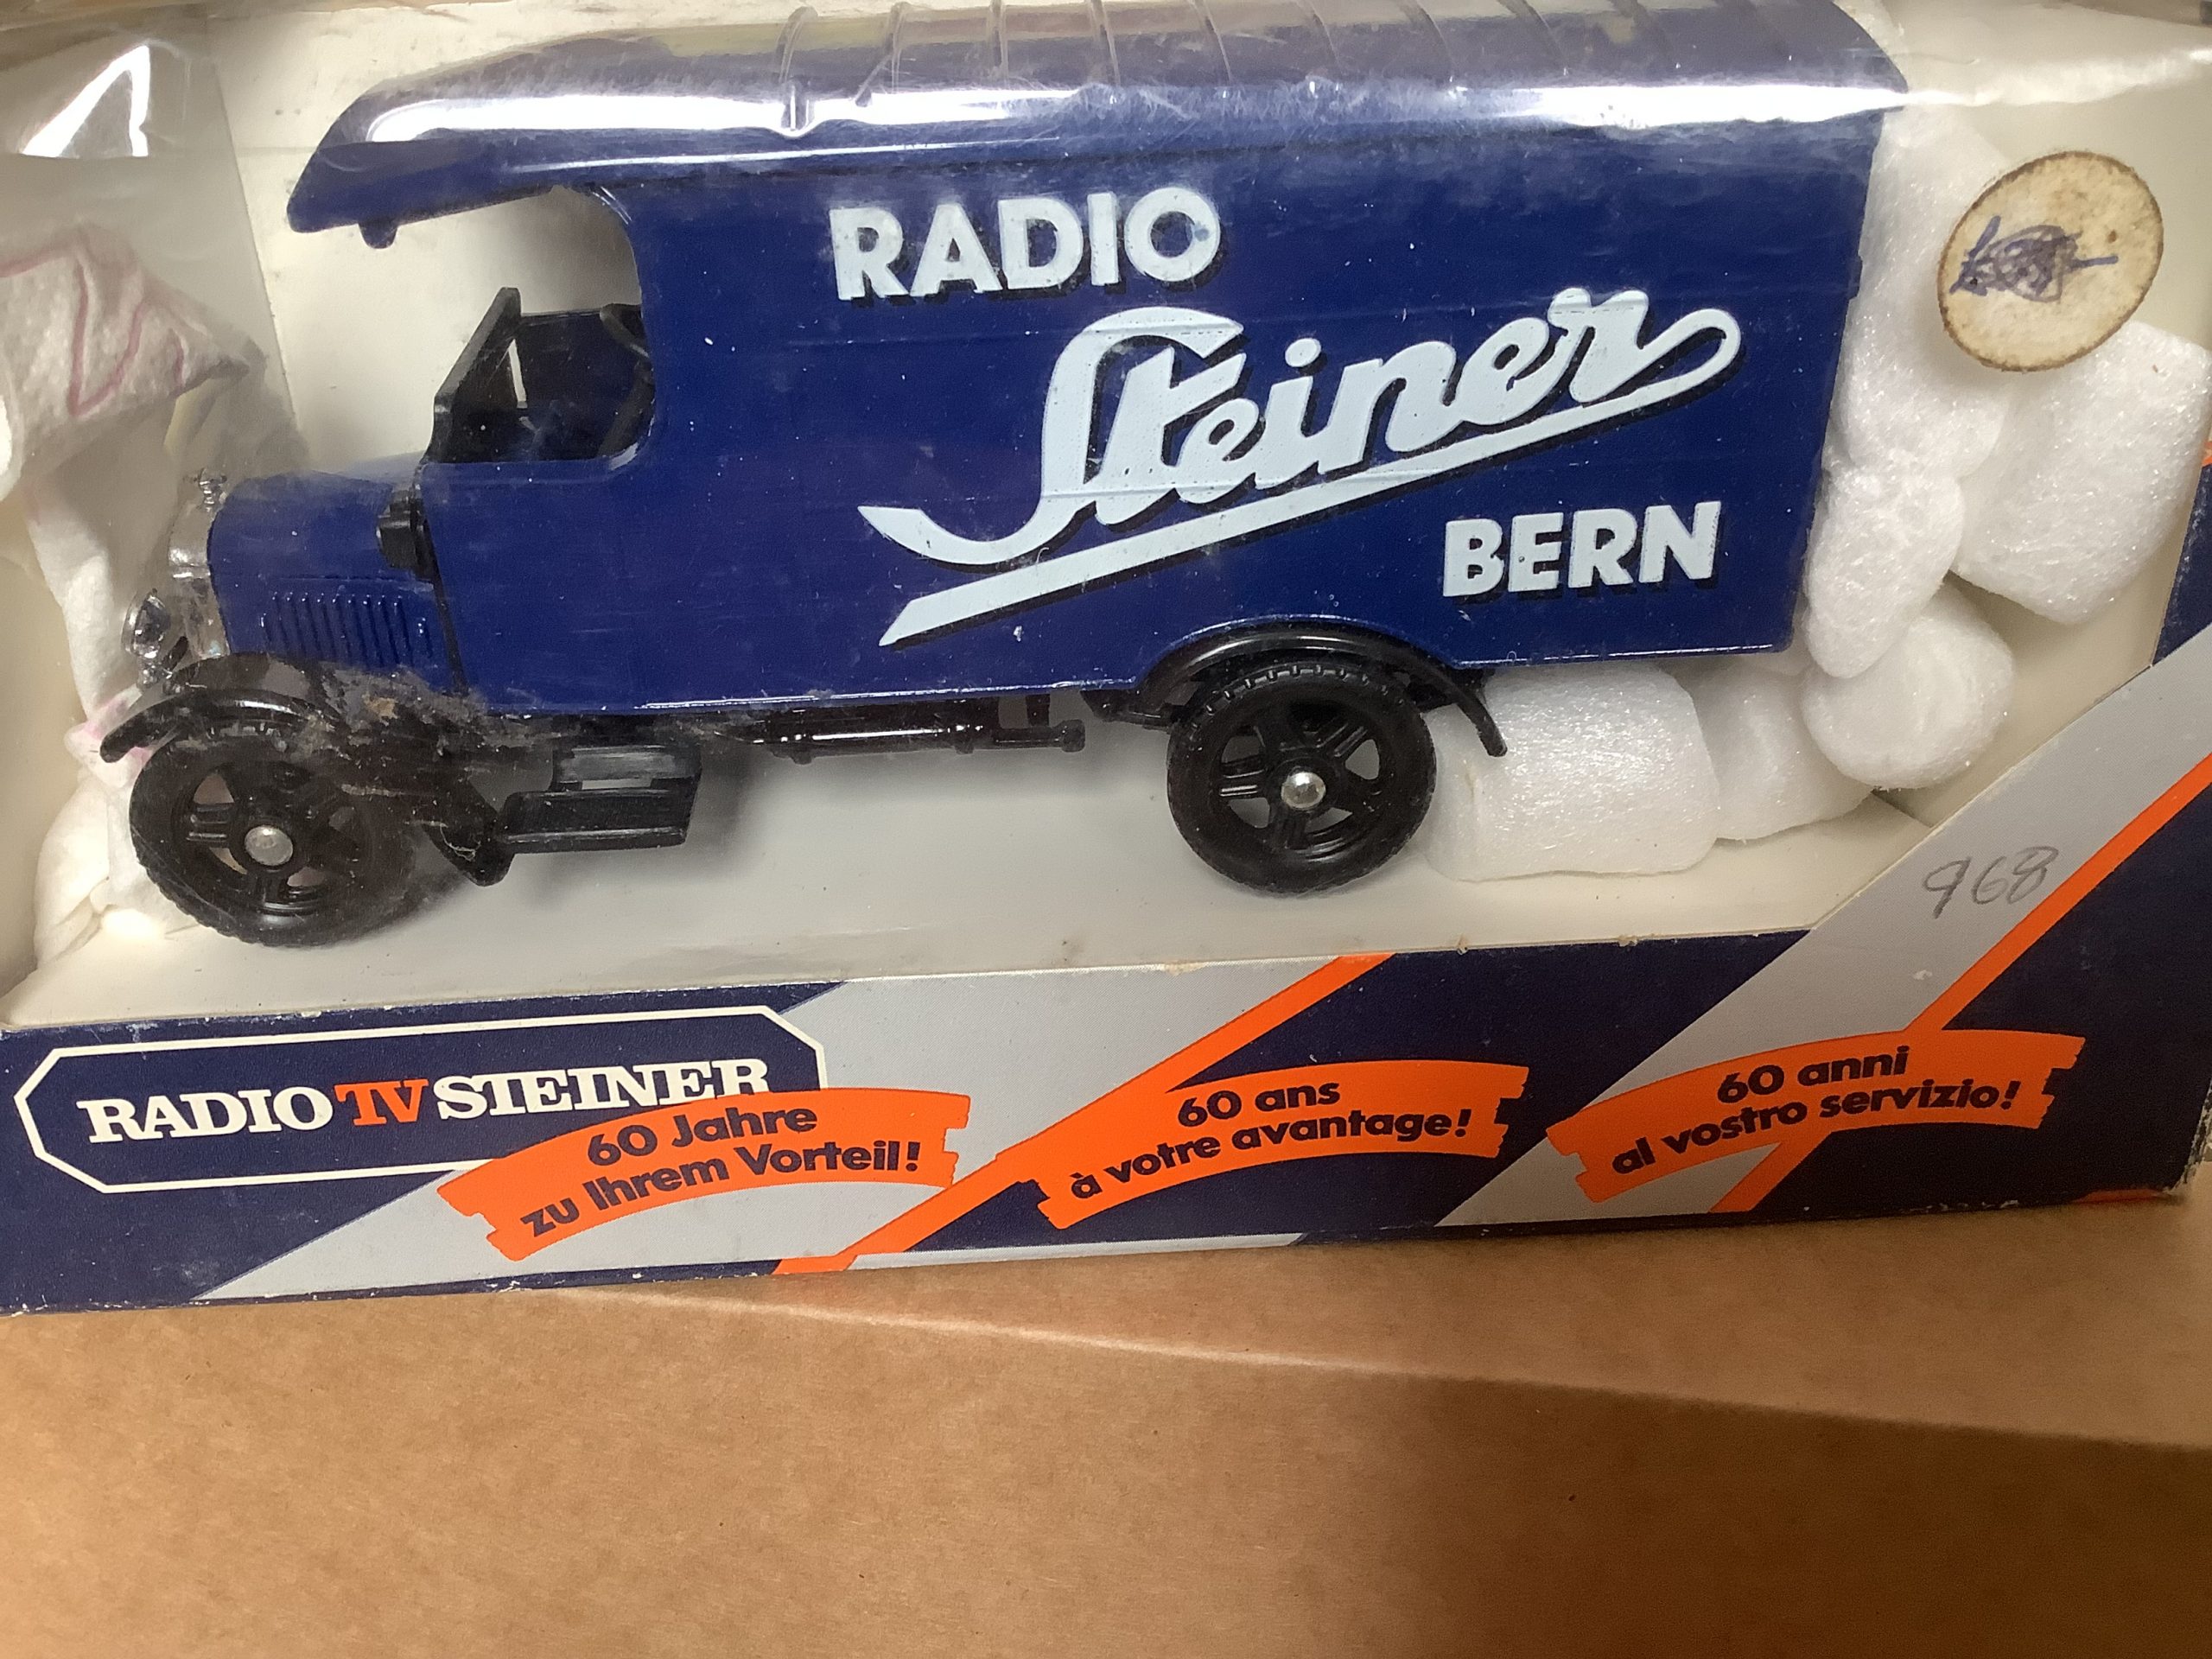 RADIO
Steiner
BERN
968
RADIO TV STEINER
60 Jahre
zu Ihrem Vorteil!
60 ans
à votre avantage!
60 anni
al vostro servizio!